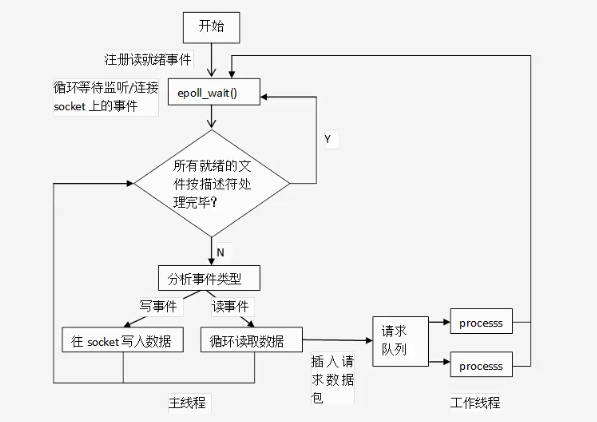 开始
注册读就绪事件
循环等待监听/连接
socket 上的事件
epoll_wait()
Y
所有就绪的文
件按描述符处
理完毕？
N
分析事件类型
写事件
读事件
往 socket 写入数据
循环读取数据
插入请
求数据
包
请求
队列
processs
processs
主线程
工作线程